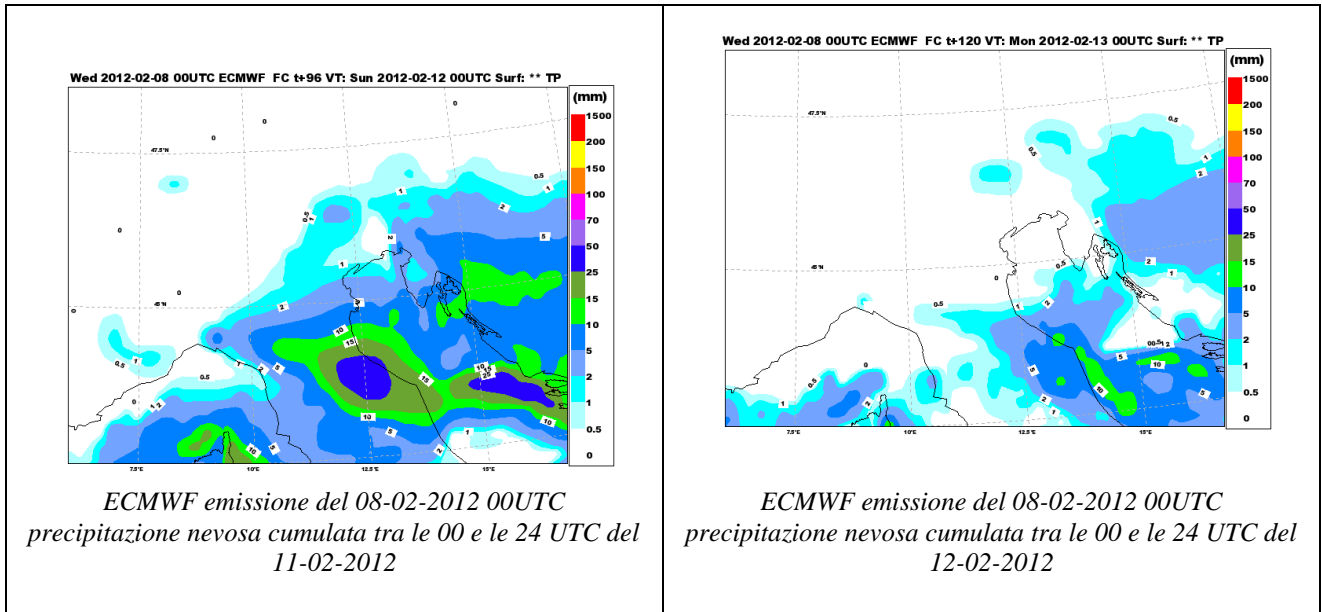 Wed 2012-02-08 00UTC ECMWF FC t+96 VT: Sun 2012-02-12 00UTC Surf: ** TP
(mm)
1500
200
150
100
70
50
25
15
10
5
2
1
0.5
0
47.5°N
45°N
7.5°E
10°E
12.5°E
15°E
ECMWF emissione del 08-02-2012 00UTC
precipitazione nevosa cumulata tra le 00 e le 24 UTC del
11-02-2012
Wed 2012-02-08 00UTC ECMWF FC t+120 VT: Mon 2012-02-13 00UTC Surf: ** TP
(mm)
1500
200
150
100
70
50
25
15
10
5
2
1
0.5
0
47.5°N
45°N
7.5°E
10°E
12.5°E
15°E
ECMWF emissione del 08-02-2012 00UTC
precipitazione nevosa cumulata tra le 00 e le 24 UTC del
12-02-2012